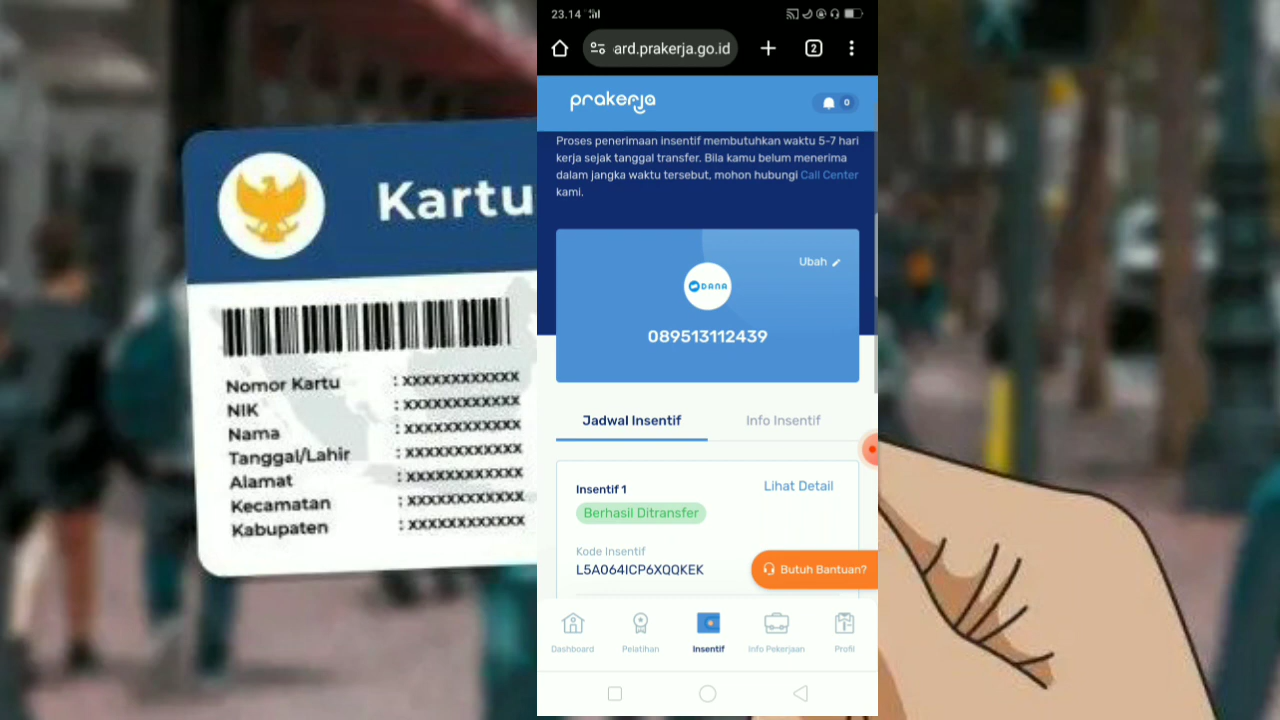 Kartu
Nomor Kartu : xxxxxxxxxxxx
NIK : xxxxxxxxxxxx
Nama : xxxxxxxxxxxx
Tanggal/Lahir : xxxxxxxxxxxx
Alamat : xxxxxxxxxxxx
Kecamatan : xxxxxxxxxxxx
Kabupaten : xxxxxxxxxxxx
23.14
ard.prakerja.go.id
2
prakerja
0
Proses penerimaan insentif membutuhkan waktu 5-7 hari
kerja sejak tanggal transfer. Bila kamu belum menerima
dalam jangka waktu tersebut, mohon hubungi Call Center
kami.
Ubah
DANA
089513112439
Jadwal Insentif Info Insentif
Insentif 1 Lihat Detail
Berhasil Ditransfer
Kode Insentif
L5A064ICP6XQQKEK
Butuh Bantuan?
Dashboard Pelatihan Insentif Info Pekerjaan Profil